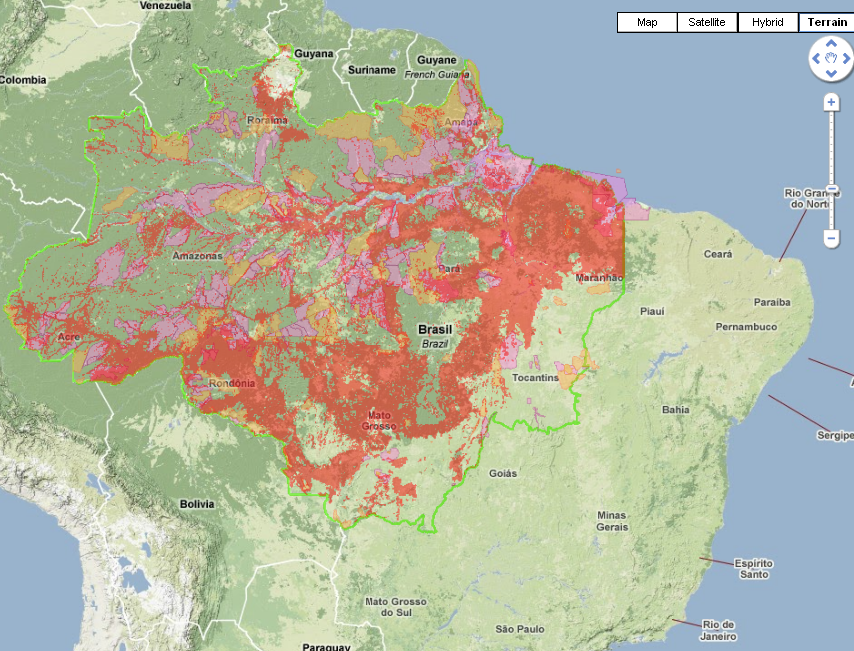 Venezuela
Map
Satellite
Hybrid
Terrain
Guyana
Guyane
French Guiana
Suriname
Colombia
Roraima
Amapá
Rio Grande
do Norte
Amazonas
Ceará
Pará
Maranhão
Piauí
Paraíba
Pernambuco
Brasil
Brazil
Acre
Rondônia
Tocantins
Bahia
Mato
Grosso
Sergipe
Goiás
Bolivia
Minas
Gerais
Espírito
Santo
Mato Grosso
do Sul
São Paulo
Rio de
Janeiro
Paraguay